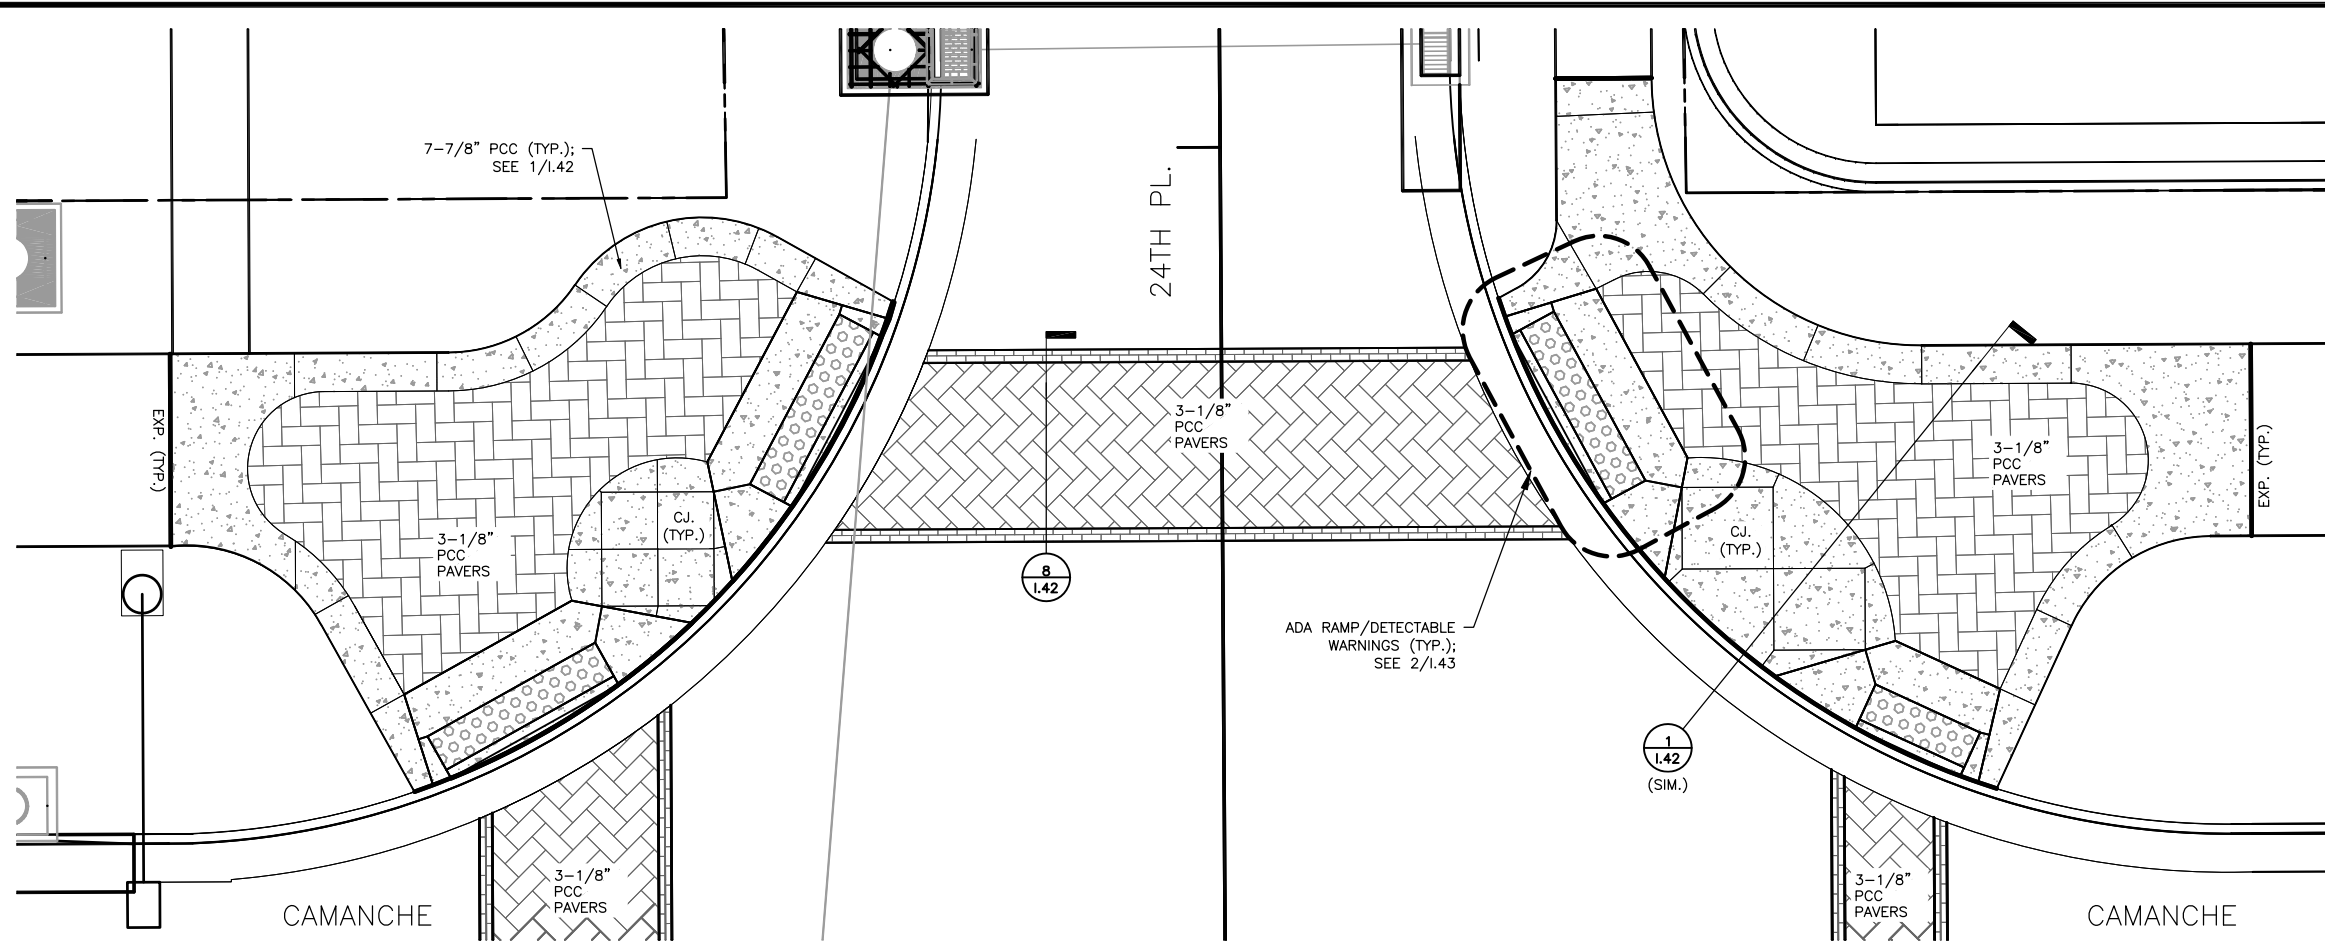 7-7/8" PCC (TYP.);
SEE 1/I.42
24TH PL.
EXP. (TYP.)
3-1/8"
PCC
PAVERS
CJ.
(TYP.)
3-1/8"
PCC
PAVERS
8
I.42
ADA RAMP/DETECTABLE
WARNINGS (TYP.);
SEE 2/I.43
CJ.
(TYP.)
3-1/8"
PCC
PAVERS
EXP. (TYP.)
1
I.42
(SIM.)
3-1/8"
PCC
PAVERS
3-1/8"
PCC
PAVERS
CAMANCHE
CAMANCHE